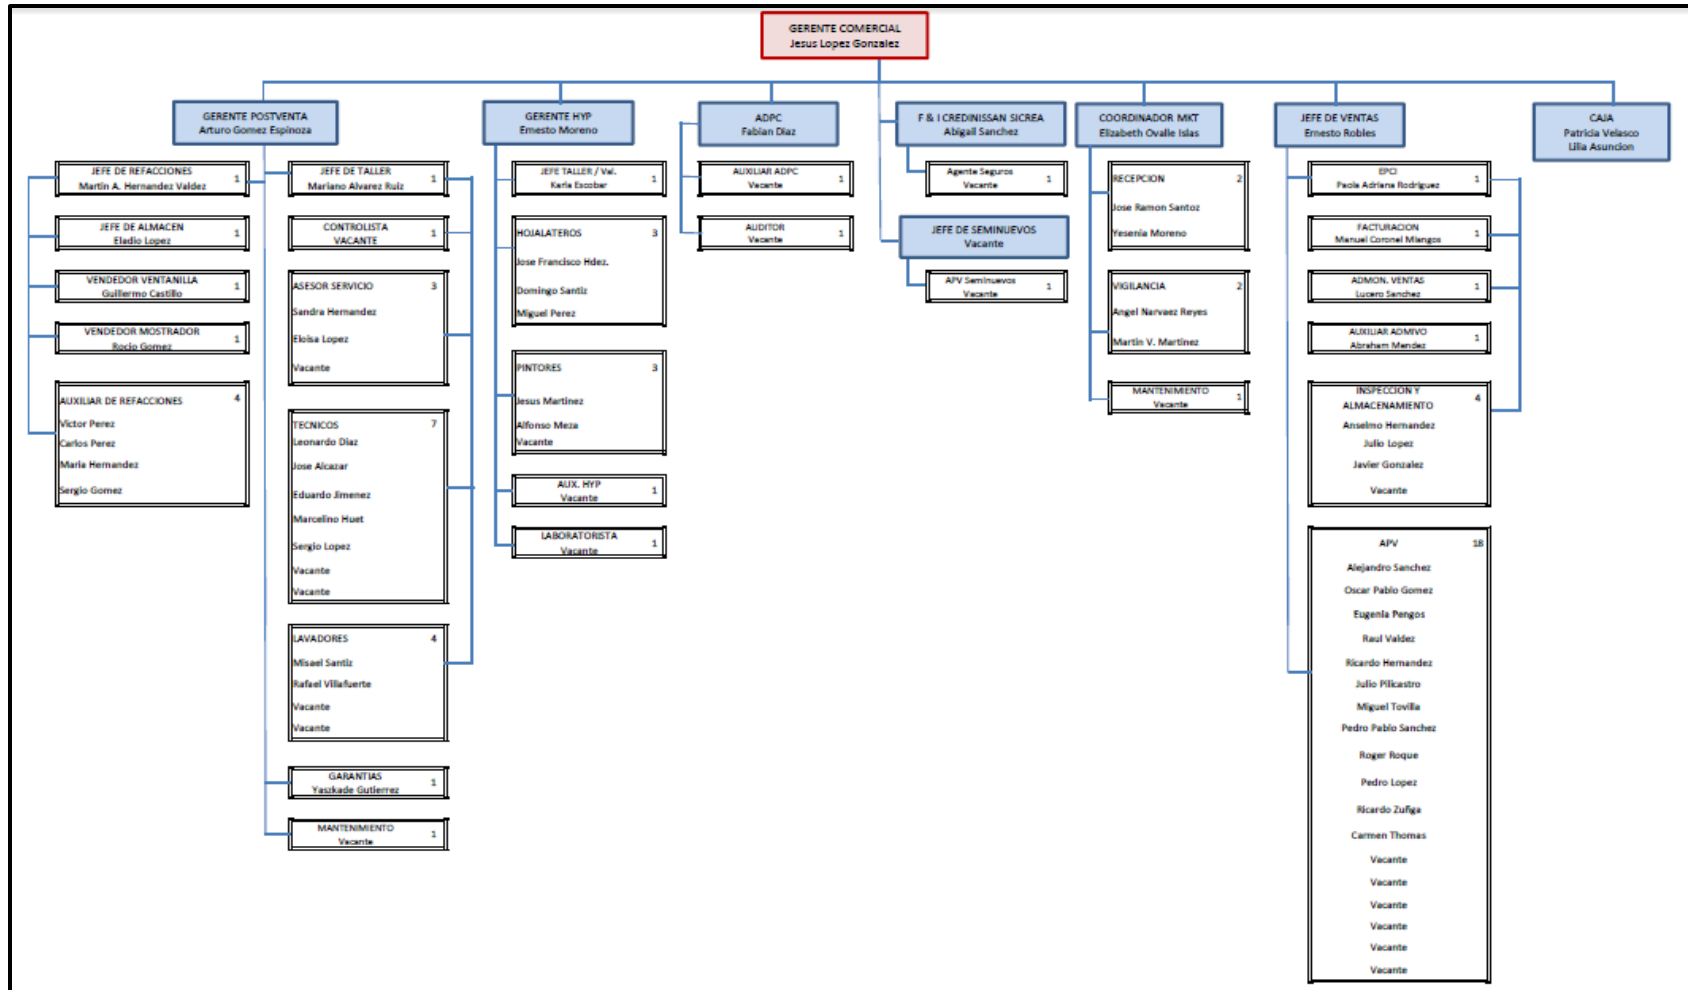 GERENTE COMERCIAL
Jesus Lopez Gonzalez
GERENTE POSTVENTA
Arturo Gomez Espinoza
GERENTE HYP
Ernesto Moreno
ADPC
Fabian Diaz
F & I CREDINISSAN SICREA
Abigail Sanchez
COORDINADOR MKT
Elizabeth Ovalle Islas
JEFE DE VENTAS
Ernesto Robles
CAJA
Patricia Velasco
Lilia Asuncion
JEFE DE REFACCIONES 1
Martin A. Hernandez Valdez
JEFE DE ALMACEN 1
Eladio Lopez
VENDEDOR VENTANILLA 1
Guillermo Castillo
VENDEDOR MOSTRADOR 1
Rocio Gomez
AUXILIAR DE REFACCIONES 4
Victor Perez
Carlos Perez
Maria Hernandez
Sergio Gomez
JEFE DE TALLER 1
Mariano Alvarez Ruiz
CONTROLISTA 1
VACANTE
ASESOR SERVICIO 3
Sandra Hernandez
Eloisa Lopez
Vacante
TECNICOS 7
Leonardo Diaz
Jose Alcazar
Eduardo Jimenez
Marcelino Huet
Sergio Lopez
Vacante
Vacante
LAVADORES 4
Misael Santiz
Rafael Villafuerte
Vacante
Vacante
GARANTIAS 1
Yaszkade Gutierrez
MANTENIMIENTO 1
Vacante
JEFE TALLER / Val. 1
Karla Escobar
HOJALATEROS 3
Jose Francisco Hdez.
Domingo Santiz
Miguel Perez
PINTORES 3
Jesus Martinez
Alfonso Meza
Vacante
AUX. HYP 1
Vacante
LABORATORISTA 1
Vacante
AUXILIAR ADPC 1
Vacante
AUDITOR 1
Vacante
Agente Seguros 1
Vacante
JEFE DE SEMINUEVOS
Vacante
APV Seminuevos 1
Vacante
RECEPCION 2
Jose Ramon Santoz
Yesenia Moreno
VIGILANCIA 2
Angel Narvaez Reyes
Martin V. Martinez
MANTENIMIENTO 1
Vacante
EPCI 1
Paola Adriana Rodriguez
FACTURACION 1
Manuel Coronel Miangos
ADMON. VENTAS 1
Lucero Sanchez
AUXILIAR ADMIVO 1
Abraham Mendez
INSPECCION Y 4
ALMACENAMIENTO
Anselmo Hernandez
Julio Lopez
Javier Gonzalez
Vacante
APV 18
Alejandro Sanchez
Oscar Pablo Gomez
Eugenia Pengos
Raul Valdez
Ricardo Hernandez
Julio Pilicastro
Miguel Tovilla
Pedro Pablo Sanchez
Roger Roque
Pedro Lopez
Ricardo Zuñiga
Carmen Thomas
Vacante
Vacante
Vacante
Vacante
Vacante
Vacante